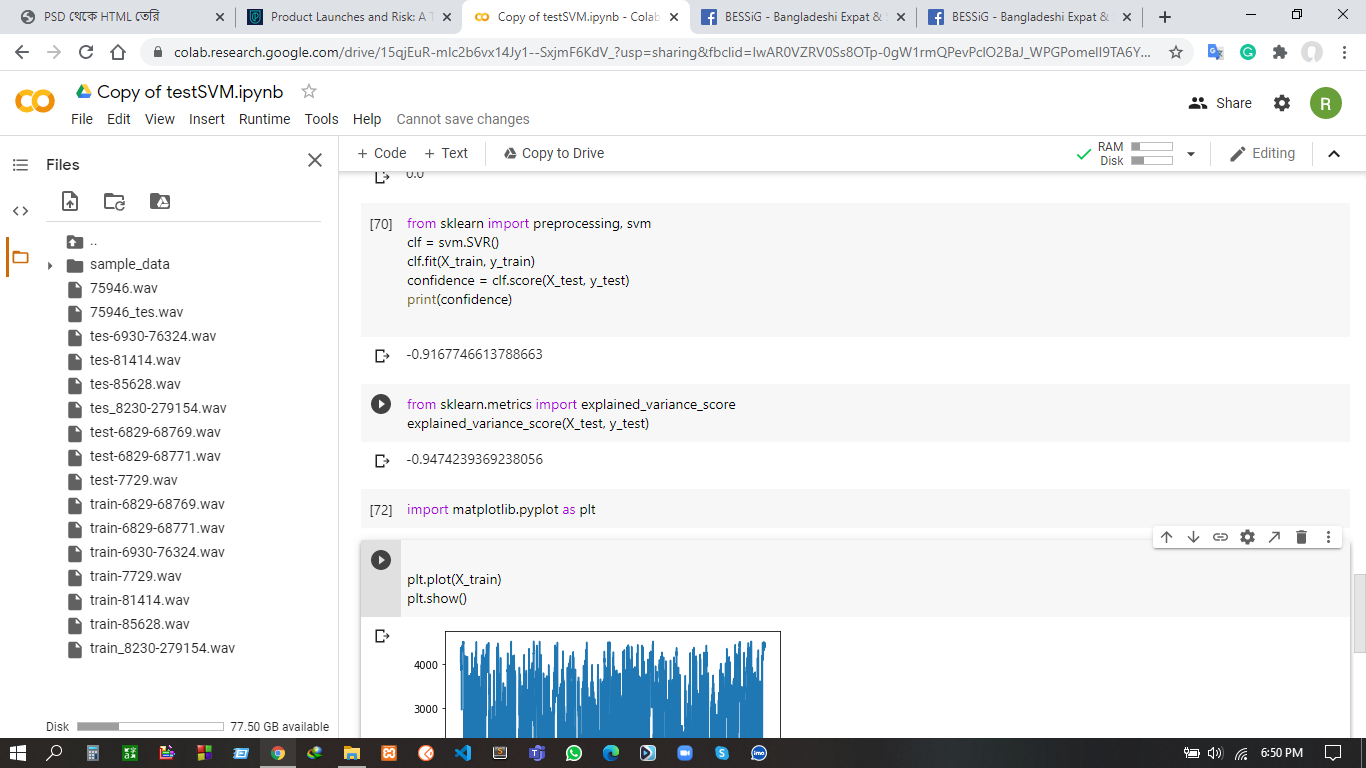 PSD থেকে HTML তৈরি
Product Launches and Risk: A T
Copy of testSVM.ipynb - Colab
BESSiG - Bangladeshi Expat &
BESSiG - Bangladeshi Expat &
colab.research.google.com/drive/15qjEuR-mIc2b6vx14Jy1--SxjmF6KdV_?usp=sharing&fbclid=IwAR0VZRV0Ss8OTp-0gW1rmQPevPclO2BaJ_WPGPomeII9TA6Y...
Copy of testSVM.ipynb
Share
R
File Edit View Insert Runtime Tools Help Cannot save changes
Files
+ Code + Text
Copy to Drive
RAM
Disk
Editing
..
sample_data
75946.wav
75946_tes.wav
tes-6930-76324.wav
tes-81414.wav
tes-85628.wav
tes_8230-279154.wav
test-6829-68769.wav
test-6829-68771.wav
test-7729.wav
train-6829-68769.wav
train-6829-68771.wav
train-6930-76324.wav
train-7729.wav
train-81414.wav
train-85628.wav
train_8230-279154.wav
Disk 77.50 GB available
0.0
[70] from sklearn import preprocessing, svm
clf = svm.SVR()
clf.fit(X_train, y_train)
confidence = clf.score(X_test, y_test)
print(confidence)
-0.9167746613788663
from sklearn.metrics import explained_variance_score
explained_variance_score(X_test, y_test)
-0.9474239369238056
[72] import matplotlib.pyplot as plt
plt.plot(X_train)
plt.show()
4000
3000
6:50 PM